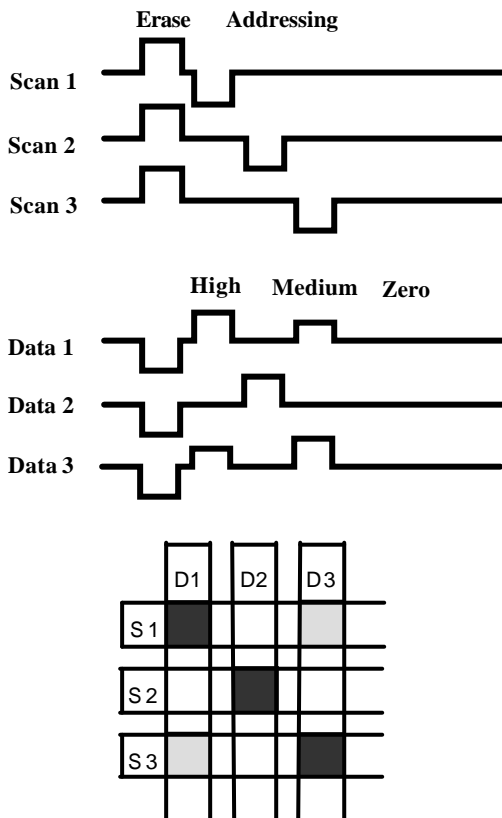 Erase Addressing
Scan 1
Scan 2
Scan 3
High Medium Zero
Data 1
Data 2
Data 3
D1 D2 D3
S1
S2
S3